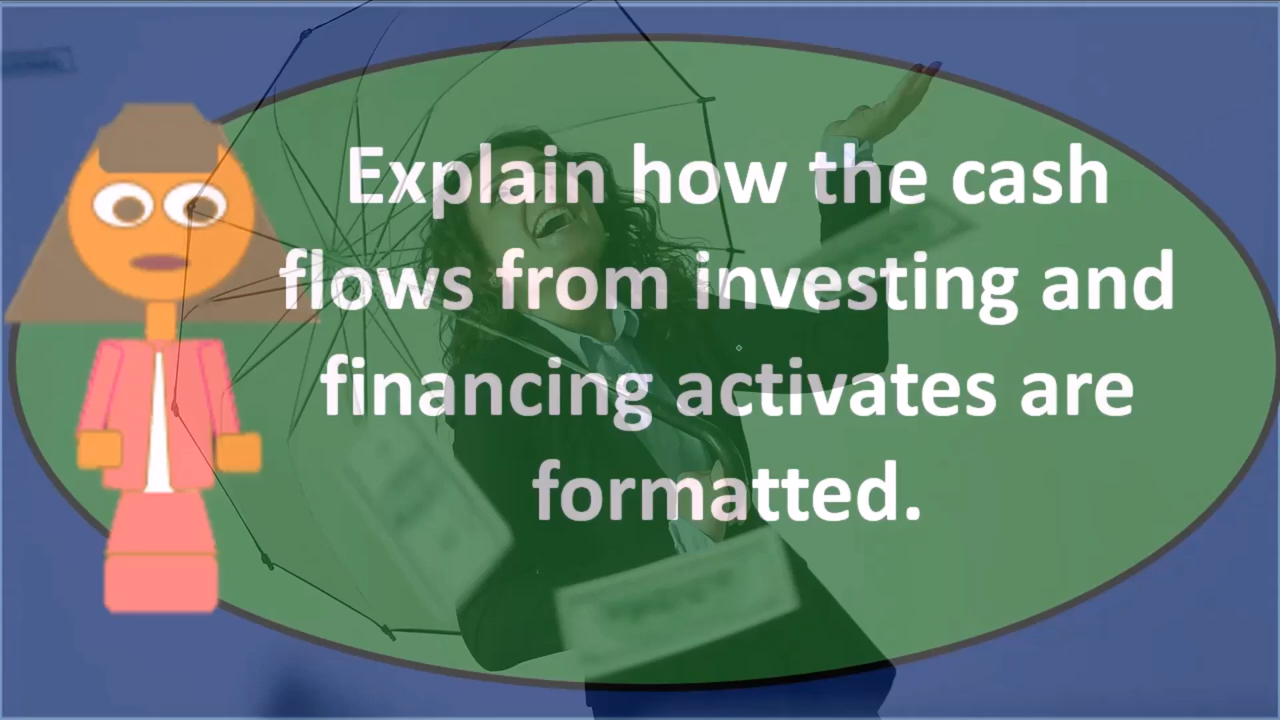 Explain how the cash
flows from investing and
financing activates are
formatted.